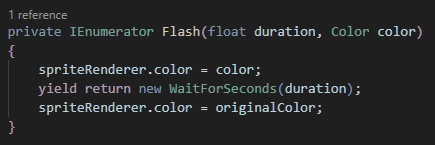 1 reference
private IEnumerator Flash(float duration, Color color)
{
    spriteRenderer.color = color;
    yield return new WaitForSeconds(duration);
    spriteRenderer.color = originalColor;
}